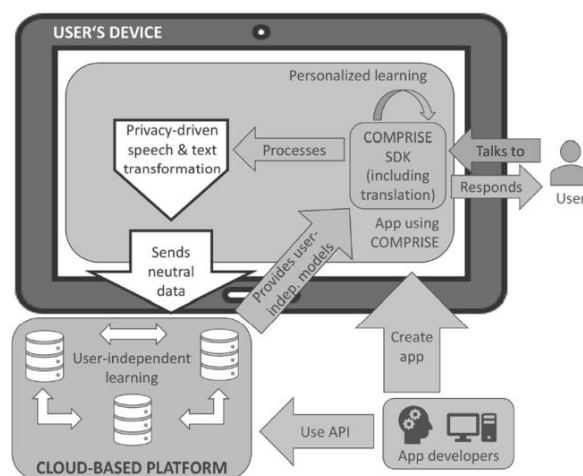 USER'S DEVICE
Personalized learning
Privacy-driven
speech & text
transformation
Processes
COMPRISE
SDK
(including
translation)
Talks to
Responds
User
App using
COMPRISE
Sends
neutral
data
Provides user-
indep. models
Create
app
User-independent
learning
Use API
App developers
CLOUD-BASED PLATFORM